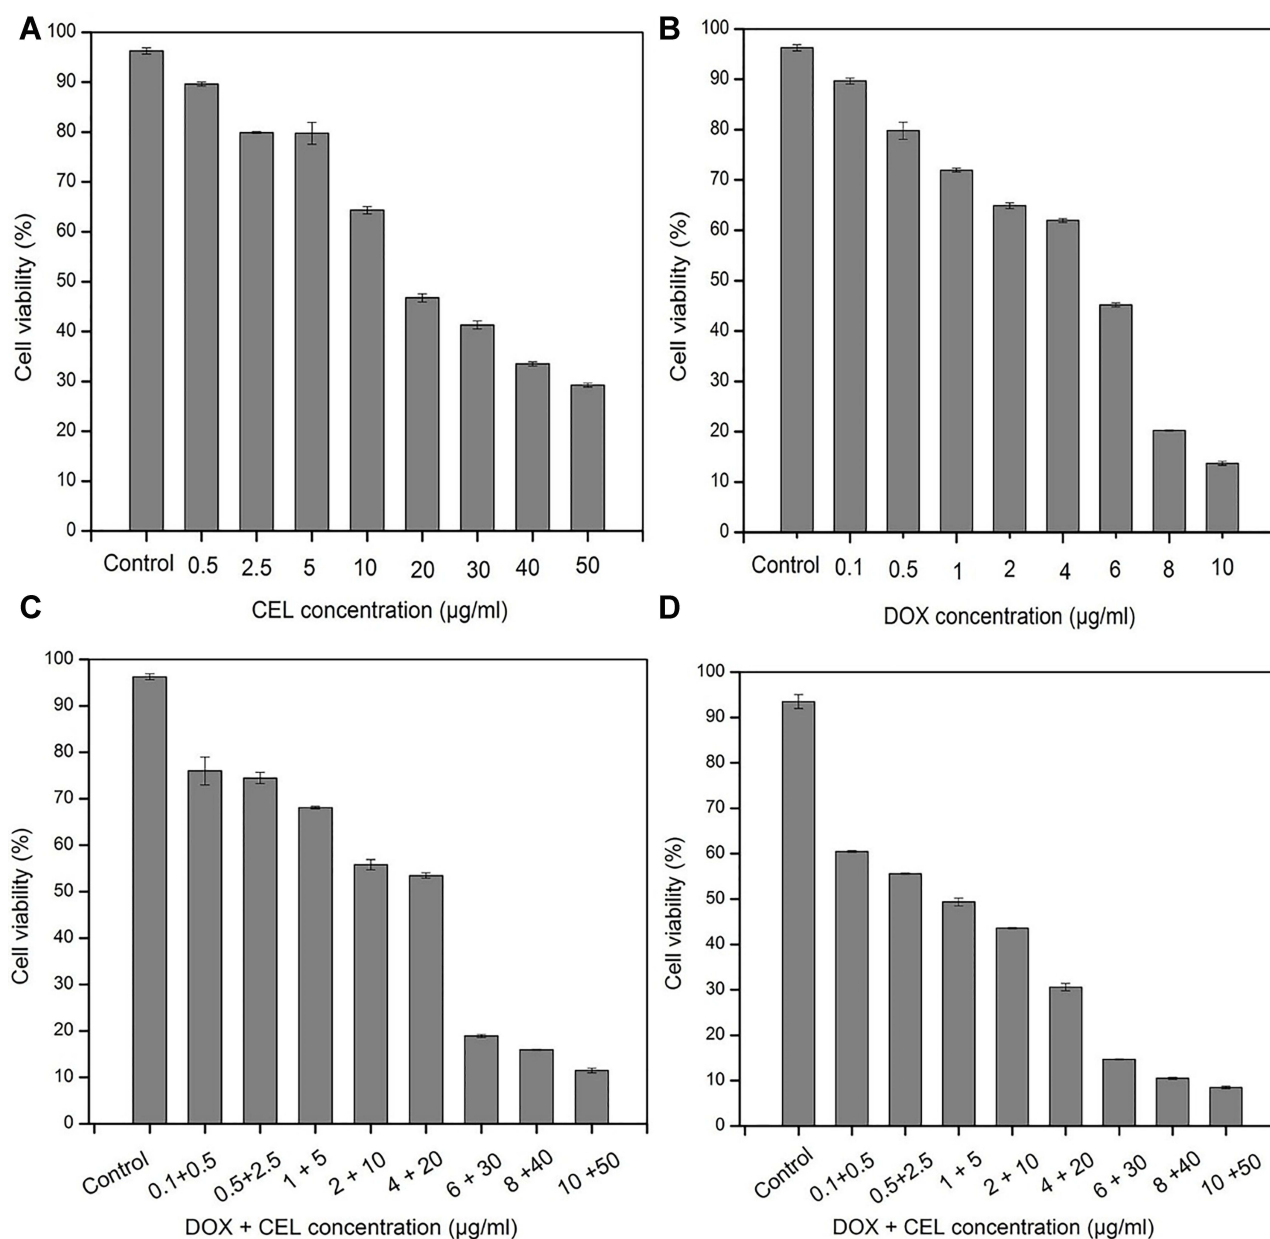 A
100
90
80
70
60
50
40
30
20
10
0
Cell viability (%)
Control 0.5 2.5 5 10 20 30 40 50
CEL concentration (µg/ml)
B
100
90
80
70
60
50
40
30
20
10
0
Cell viability (%)
Control 0.1 0.5 1 2 4 6 8 10
DOX concentration (µg/ml)
C
100
90
80
70
60
50
40
30
20
10
0
Cell viability (%)
Control 0.1+0.5 0.5+2.5 1 + 5 2 + 10 4 + 20 6 + 30 8 +40 10 +50
DOX + CEL concentration (µg/ml)
D
100
90
80
70
60
50
40
30
20
10
0
Cell viability (%)
Control 0.1+0.5 0.5+2.5 1 + 5 2 + 10 4 + 20 6 + 30 8 +40 10 +50
DOX + CEL concentration (µg/ml)